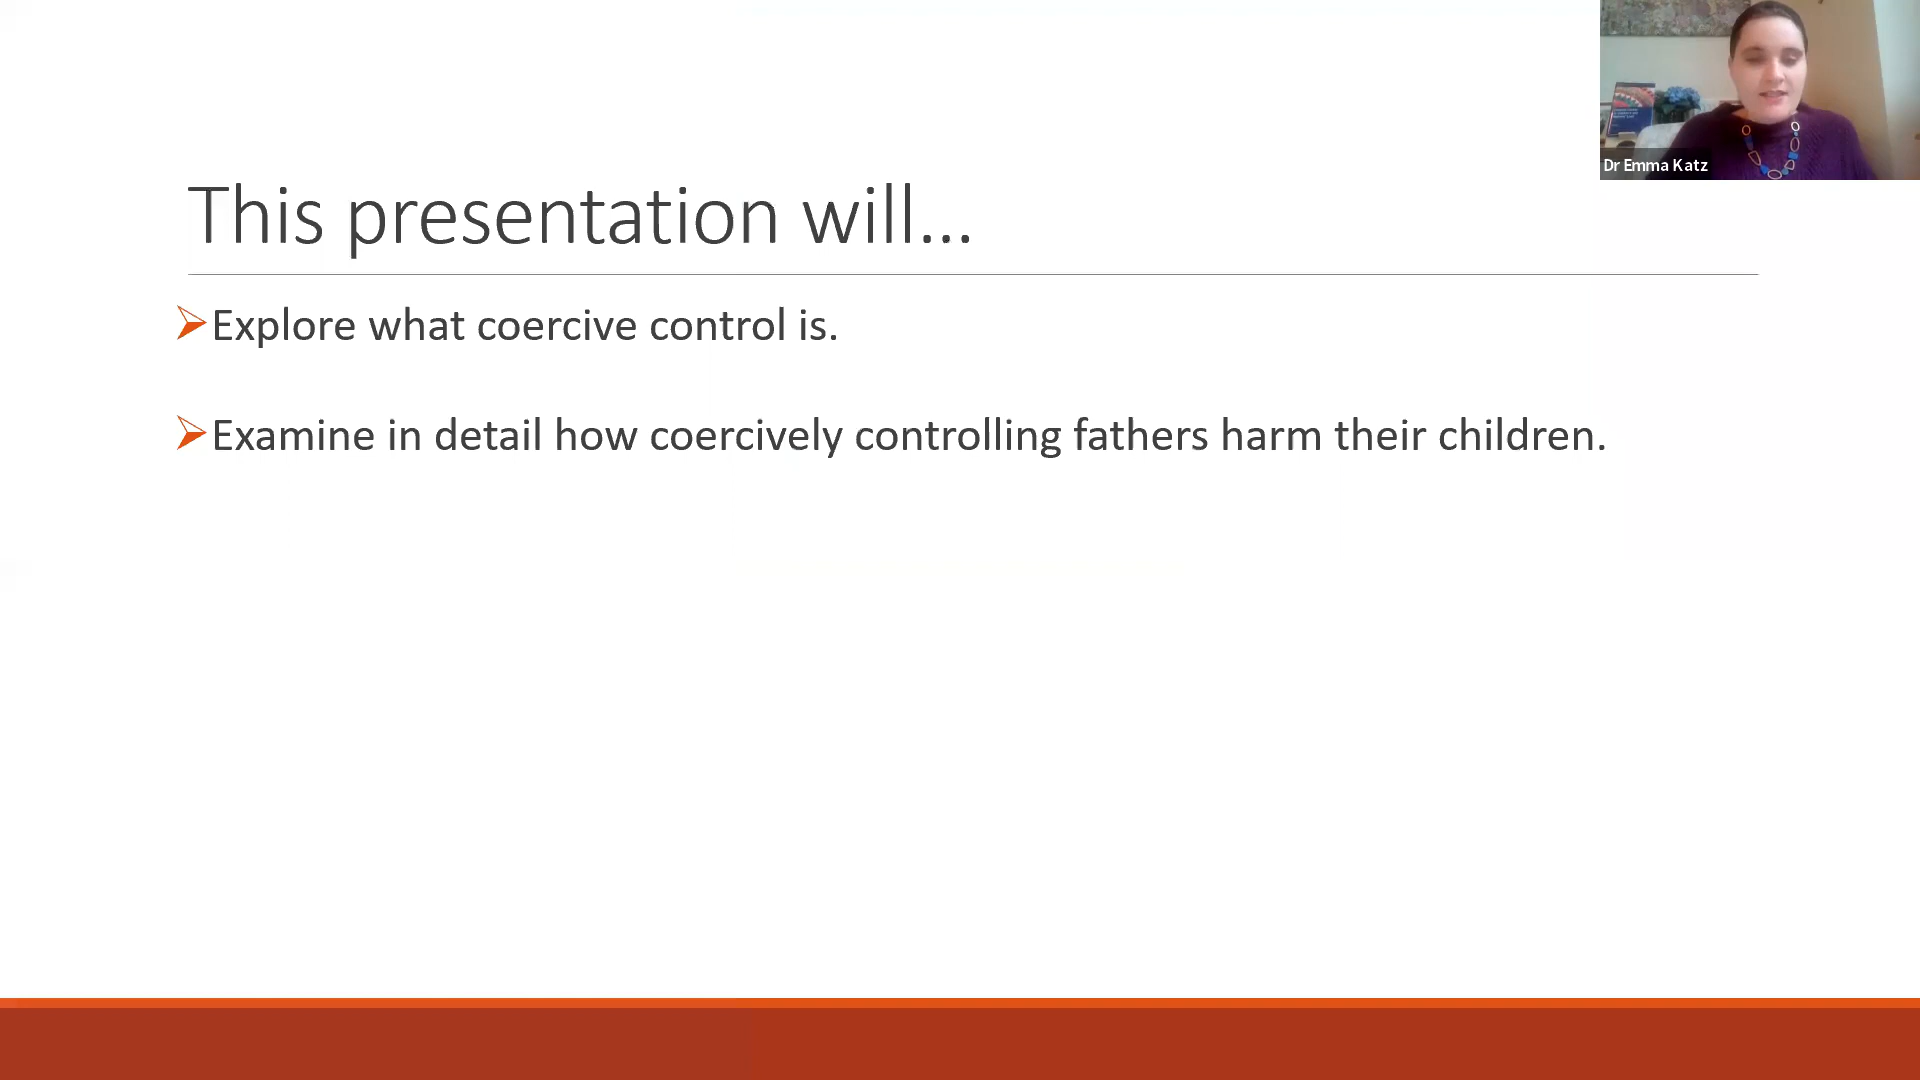 Dr Emma Katz
This presentation will...
Explore what coercive control is.
Examine in detail how coercively controlling fathers harm their children.